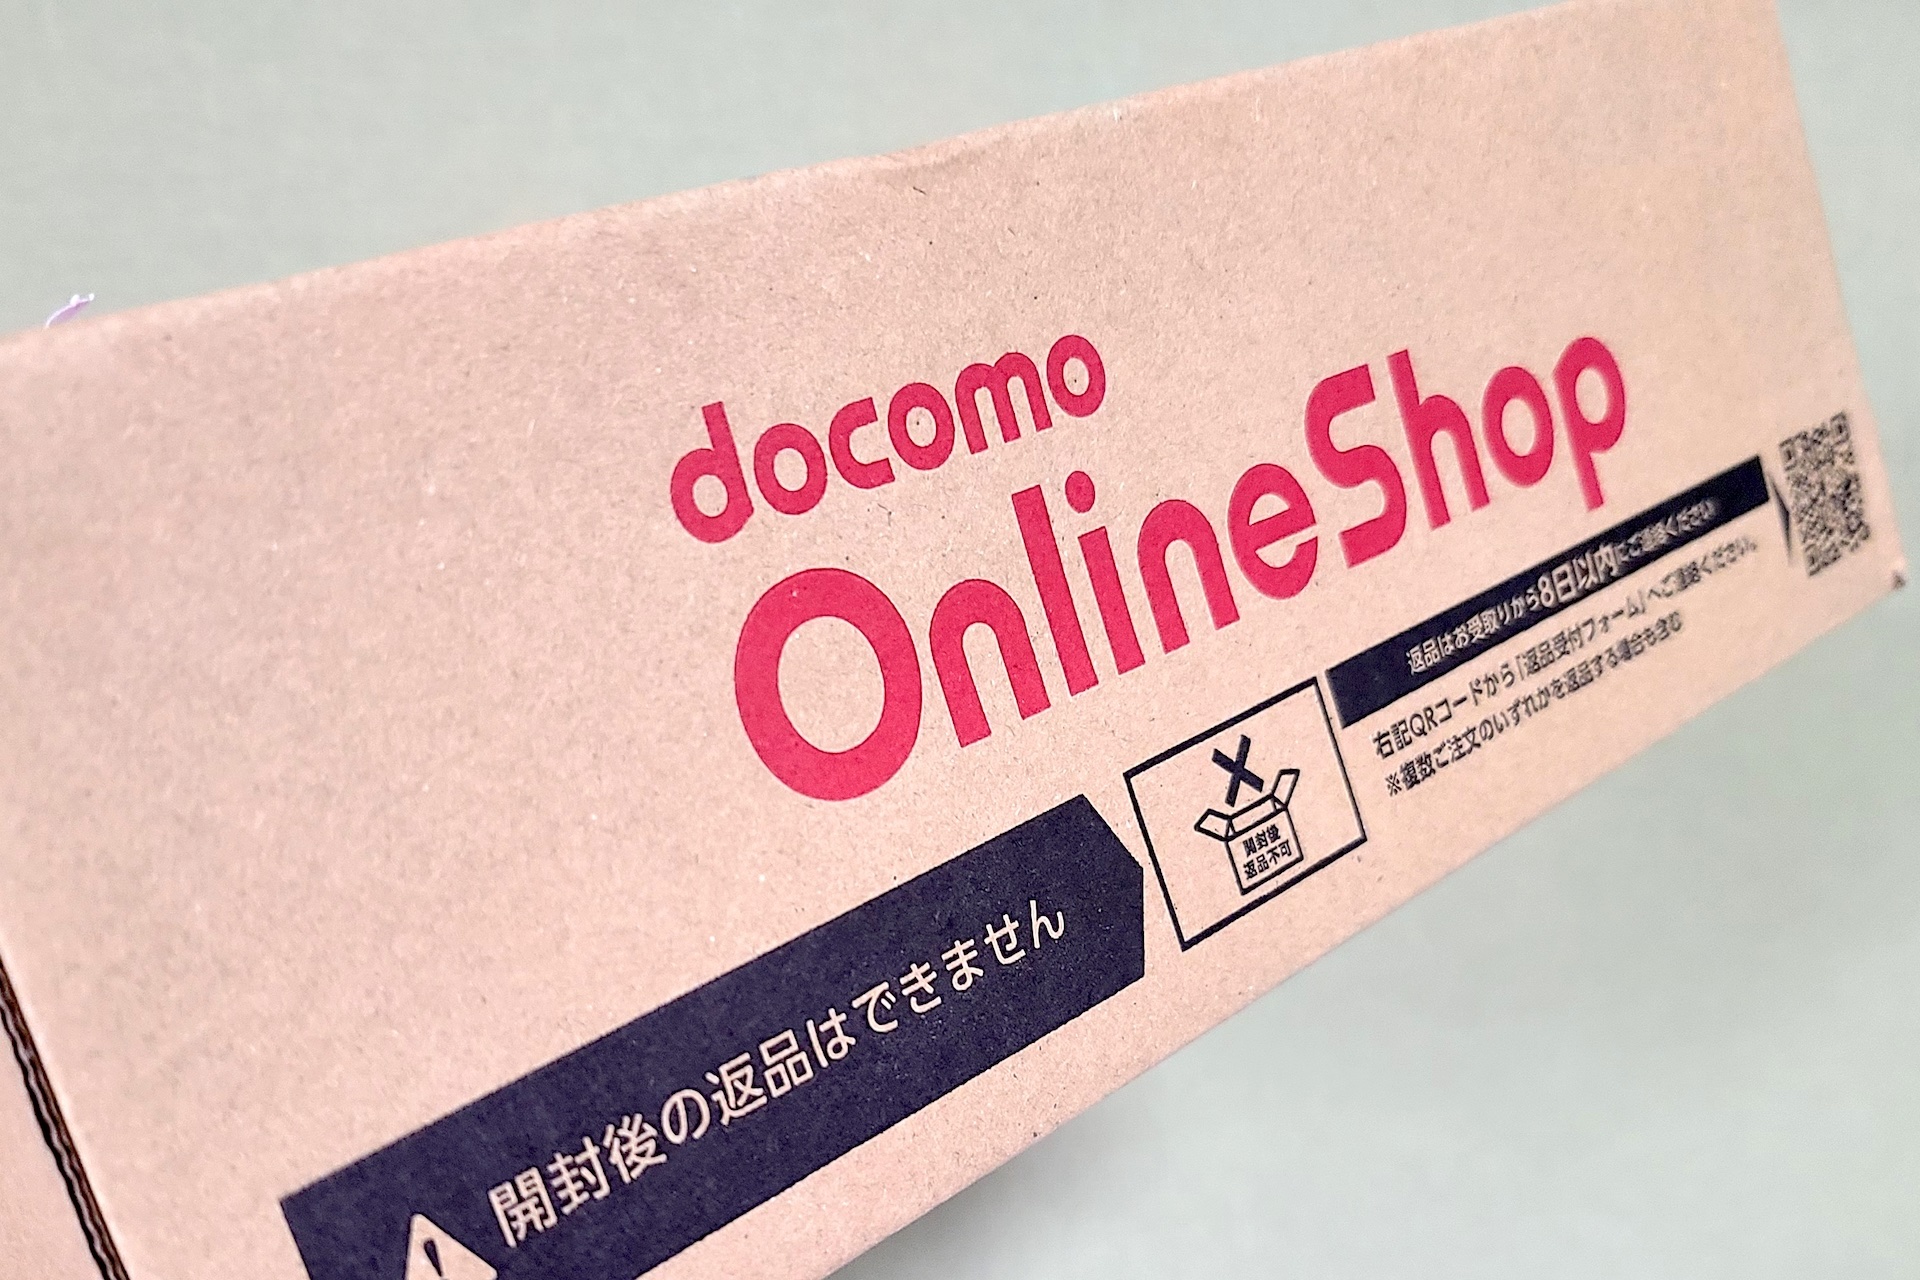 docomo
OnlineShop
開封後の返品はできません
開封後
返品不可
返品はお受取りから8日以内にご連絡ください
右記QRコードから「返品受付フォーム」へご連絡ください。
※複数ご注文のいずれかを返品する場合も含む